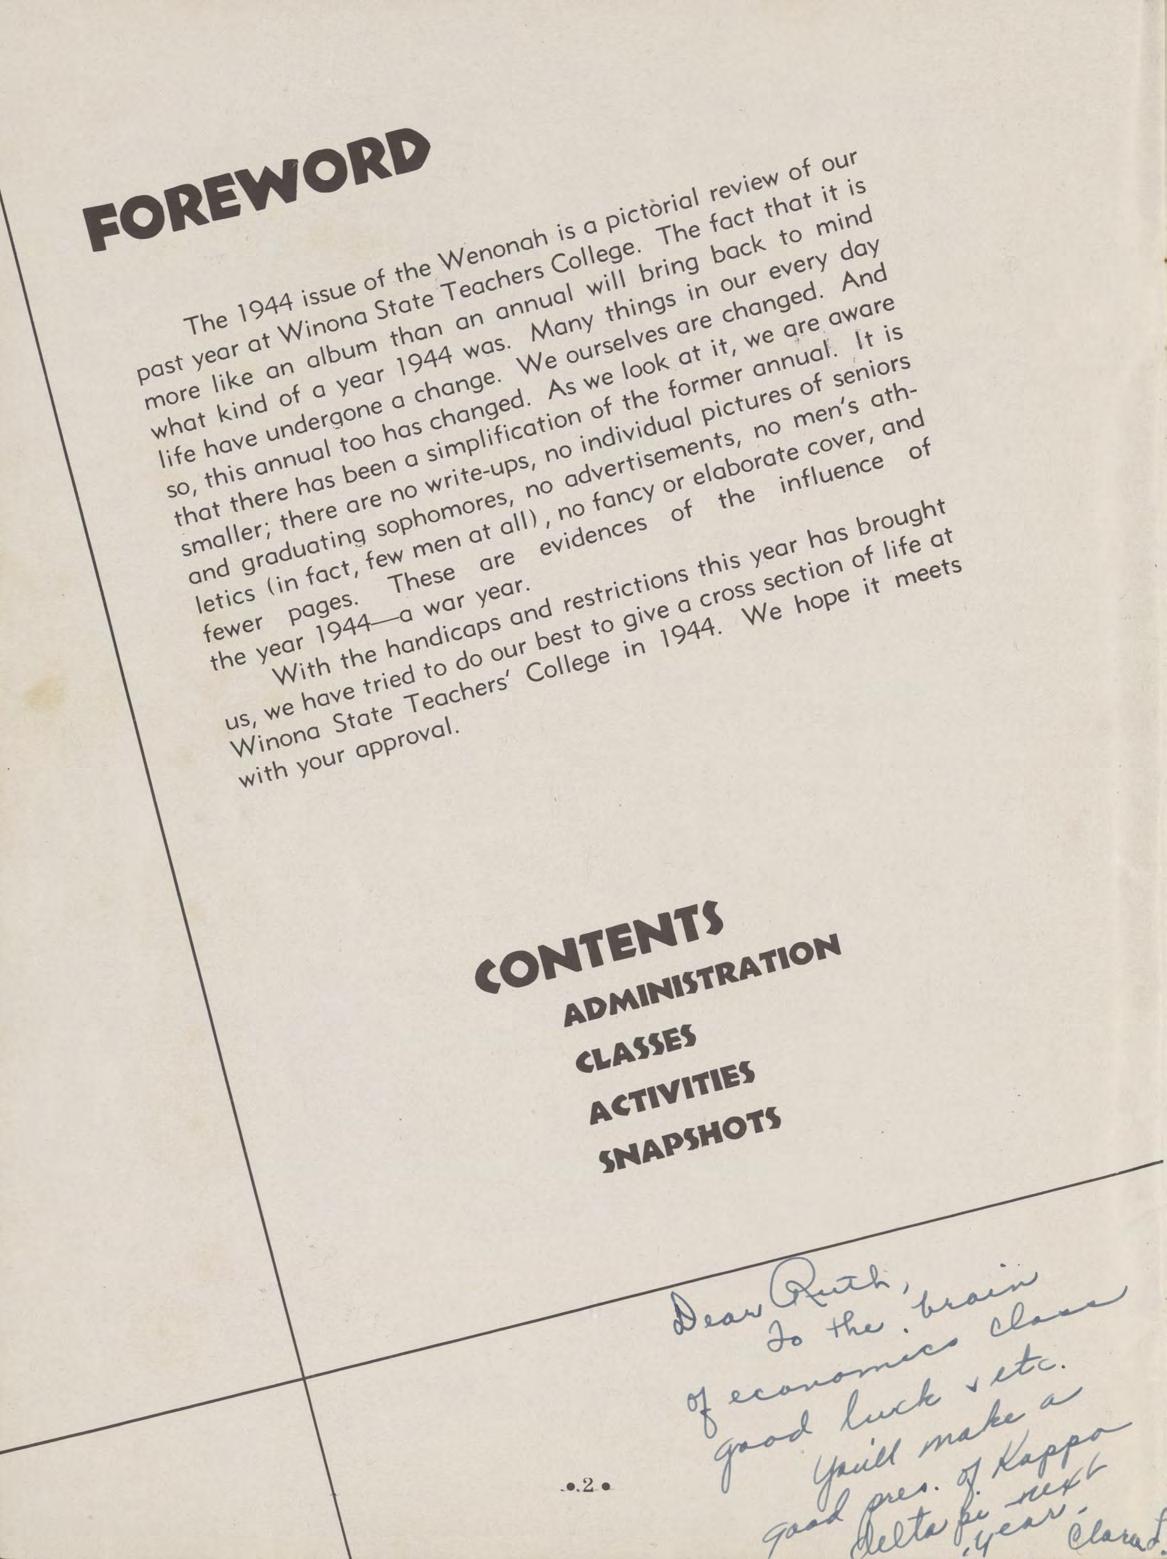 FOREWORD
The 1944 issue of the Wenonah is a pictorial review of our
past year at Winona State Teachers College. The fact that it is
more like an album than an annual will bring back to mind
what kind of a year 1944 was. Many things in our every day
life have undergone a change. We ourselves are changed. And
so, this annual too has changed. As we look at it, we are aware
that there has been a simplification of the former annual. It is
smaller; there are no write-ups, no individual pictures of seniors
and graduating sophomores, no advertisements, no men's ath-
letics (in fact, few men at all), no fancy or elaborate cover, and
fewer pages. These are evidences of the influence of
the year 1944—a war year.
With the handicaps and restrictions this year has brought
us, we have tried to do our best to give a cross section of life at
Winona State Teachers' College in 1944. We hope it meets
with your approval.
CONTENTS
ADMINISTRATION
CLASSES
ACTIVITIES
SNAPSHOTS
Dear Ruth,
To the brain
of economics class
good luck & etc.
You'll make a
good pres. of Kappa
delta pi next
year.
2